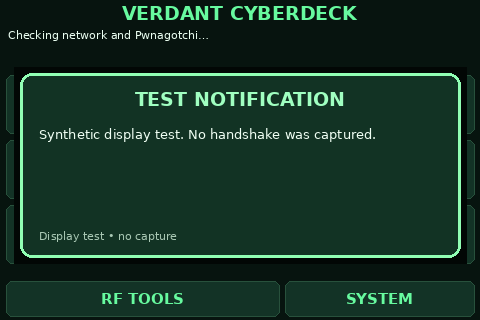 VERDANT CYBERDECK
Checking network and Pwnagotchi...
TEST NOTIFICATION
Synthetic display test. No handshake was captured.
Display test • no capture
RF TOOLS
SYSTEM